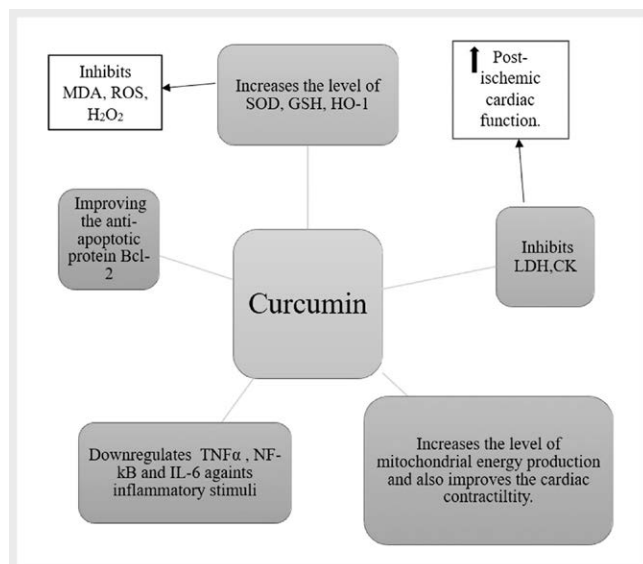 Inhibits
MDA, ROS,
H₂O₂
Increases the level of
SOD, GSH, HO-1
Post-
ischemic
cardiac
function.
Improving
the anti-
apoptotic
protein Bcl-
2
Curcumin
Inhibits
LDH,CK
Downregulates TNFα , NF-
kB and IL-6 againts
inflammatory stimuli
Increases the level of
mitochondrial energy production
and also improves the cardiac
contractiltity.